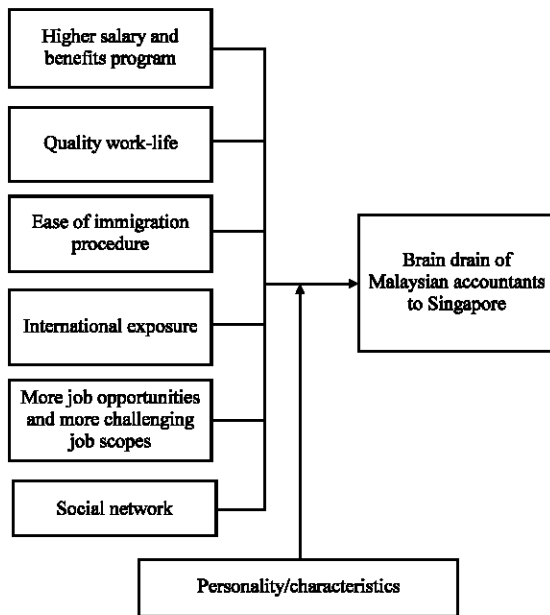 Higher salary and
benefits program
Quality work-life
Ease of immigration
procedure
International exposure
More job opportunities
and more challenging
job scopes
Social network
Brain drain of
Malaysian accountants
to Singapore
Personality/characteristics